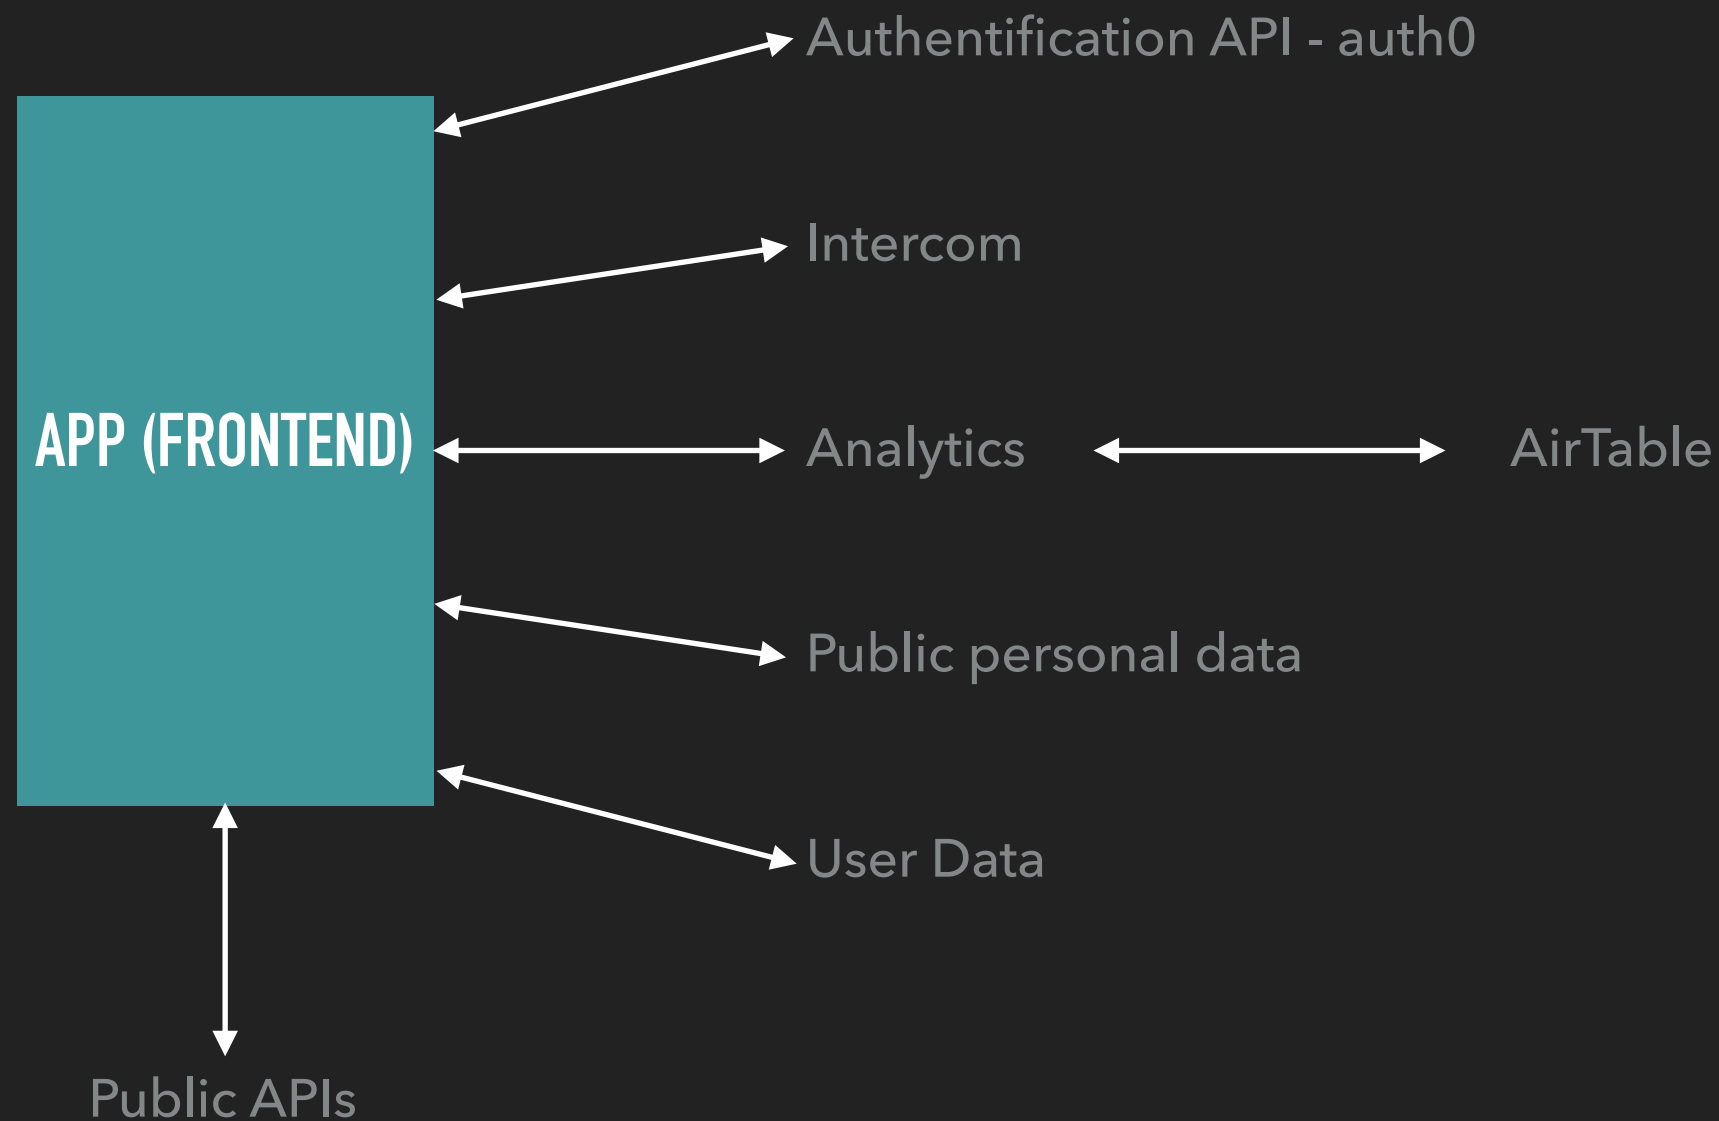 Authentification API - auth0
Intercom
APP (FRONTEND)
Analytics
AirTable
Public personal data
User Data
Public APIs